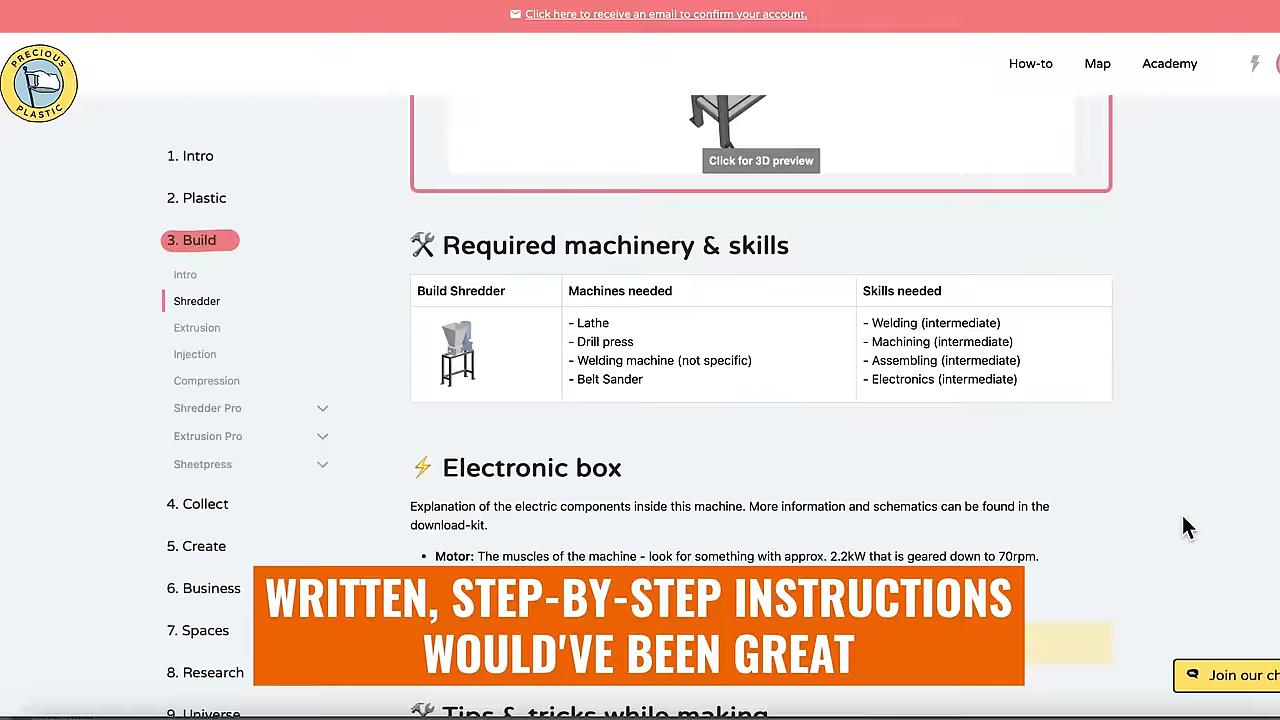 Click here to receive an email to confirm your account.
PRECIOUS
PLASTIC
How-to
Map
Academy
1. Intro
2. Plastic
3. Build
Intro
Shredder
Extrusion
Injection
Compression
Shredder Pro
Extrusion Pro
Sheetpress
4. Collect
5. Create
6. Business
7. Spaces
8. Research
9. Universe
Click for 3D preview
Required machinery & skills
Build Shredder
Machines needed
Skills needed
- Lathe
- Drill press
- Welding machine (not specific)
- Belt Sander
- Welding (intermediate)
- Machining (intermediate)
- Assembling (intermediate)
- Electronics (intermediate)
Electronic box
Explanation of the electric components inside this machine. More information and schematics can be found in the
download-kit.
• Motor: The muscles of the machine - look for something with approx. 2.2kW that is geared down to 70rpm.
WRITTEN, STEP-BY-STEP INSTRUCTIONS
WOULD'VE BEEN GREAT
Tips & tricks while making
Join our ch